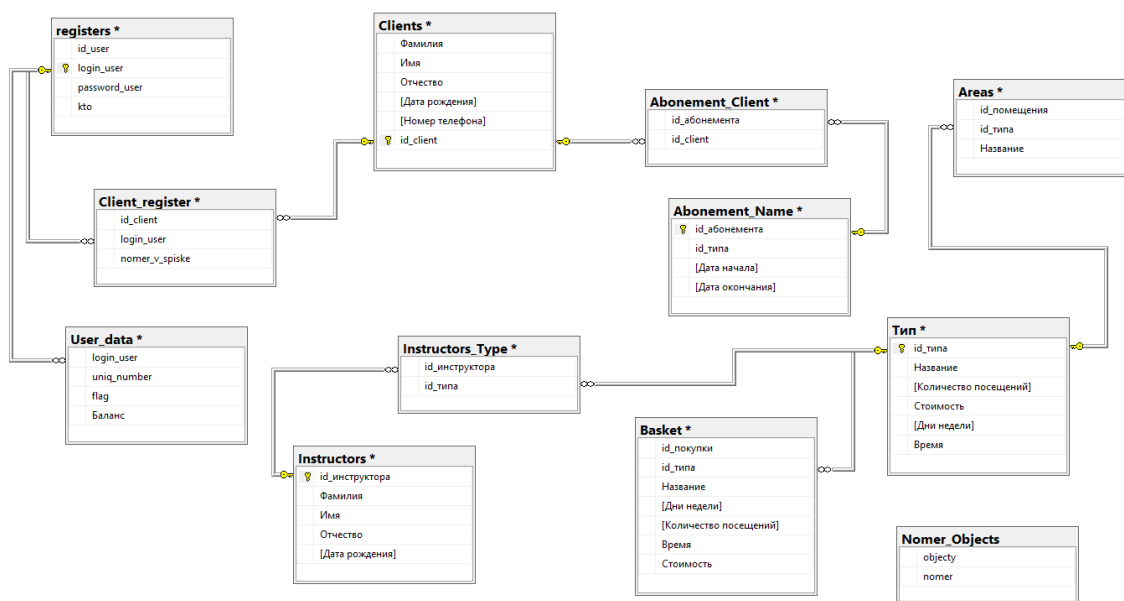 registers *
id_user
login_user
password_user
kto
Clients *
Фамилия
Имя
Отчество
[Дата рождения]
[Номер телефона]
id_client
Abonement_Client *
id_абонемента
id_client
Areas *
id_помещения
id_типа
Название
Client_register *
id_client
login_user
nomer_v_spiske
Abonement_Name *
id_абонемента
id_типа
[Дата начала]
[Дата окончания]
User_data *
login_user
uniq_number
flag
Баланс
Instructors_Type *
id_инструктора
id_типа
Тип *
id_типа
Название
[Количество посещений]
Стоимость
[Дни недели]
Время
Instructors *
id_инструктора
Фамилия
Имя
Отчество
[Дата рождения]
Basket *
id_покупки
id_типа
Название
[Дни недели]
[Количество посещений]
Время
Стоимость
Nomer_Objects
objecty
nomer